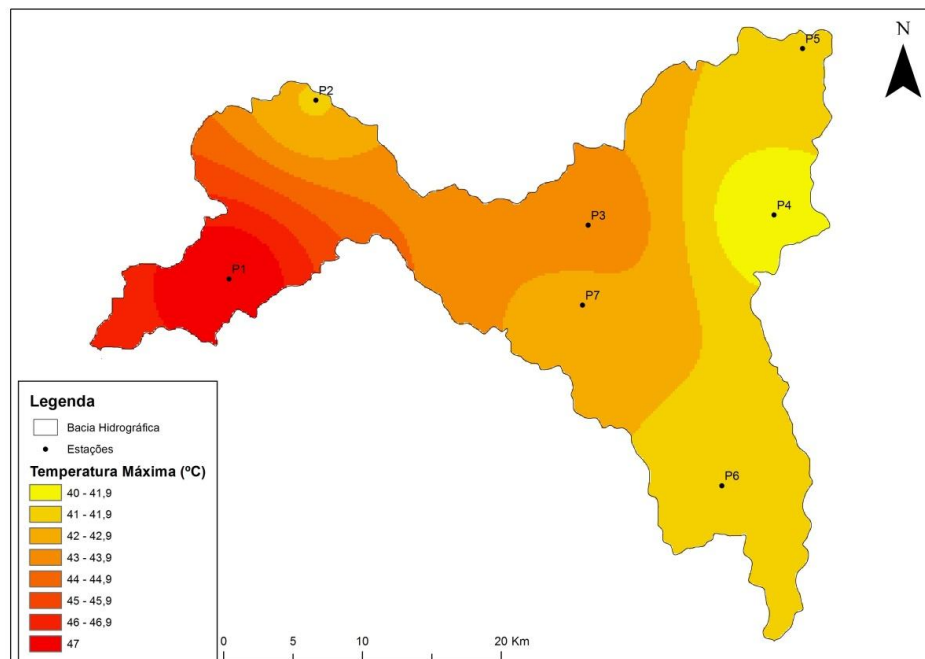 N
P5
P2
P4
P3
P1
P7
P6
Legenda
Bacia Hidrográfica
Estações
Temperatura Máxima (ºC)
40 - 41,9
41 - 41,9
42 - 42,9
43 - 43,9
44 - 44,9
45 - 45,9
46 - 46,9
47
0 5 10 20 Km